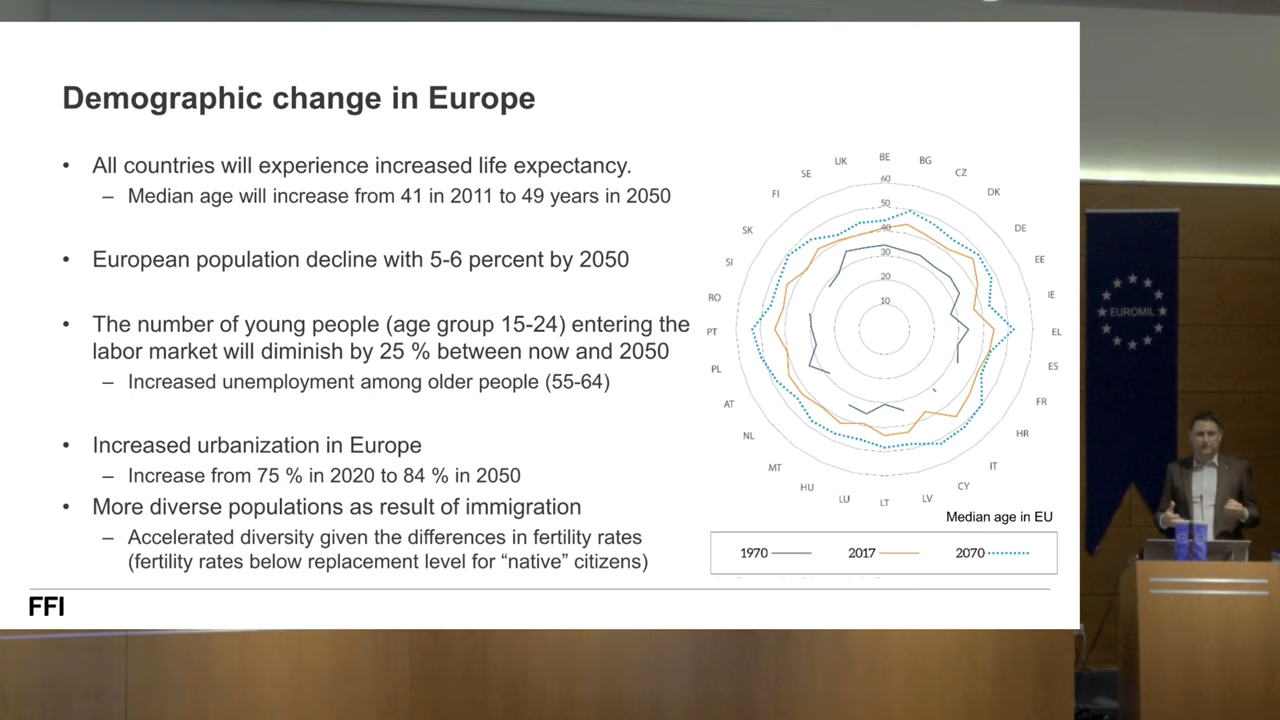 Demographic change in Europe
• All countries will experience increased life expectancy.
– Median age will increase from 41 in 2011 to 49 years in 2050
• European population decline with 5-6 percent by 2050
• The number of young people (age group 15-24) entering the
labor market will diminish by 25 % between now and 2050
– Increased unemployment among older people (55-64)
• Increased urbanization in Europe
– Increase from 75 % in 2020 to 84 % in 2050
• More diverse populations as result of immigration
– Accelerated diversity given the differences in fertility rates
(fertility rates below replacement level for “native” citizens)
FFI
BE
BG
CZ
DK
DE
EE
IE
EL
ES
FR
HR
IT
CY
LV
LT
LU
HU
MT
NL
AT
PL
PT
RO
SI
SK
FI
SE
UK
60
50
40
30
20
10
Median age in EU
1970
2017
2070
EUROMIL